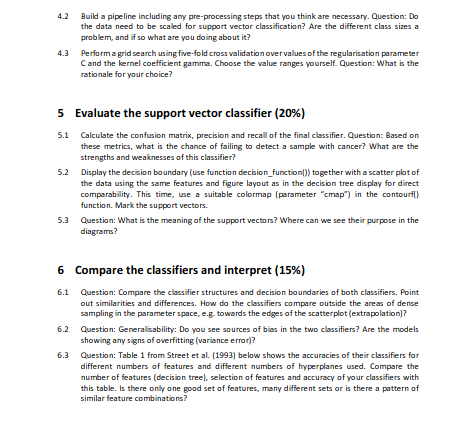 4.2 Build a pipeline including any pre-processing steps that you think are necessary. Question: Do
the data need to be scaled for support vector classification? Are the different class sizes a
problem, and if so what are you doing about it?
4.3 Perform a grid search using five-fold cross validation over values of the regularisation parameter
C and the kernel coefficient gamma. Choose the value ranges yourself. Question: What is the
rationale for your choice?
5 Evaluate the support vector classifier (20%)
5.1 Calculate the confusion matrix, precision and recall of the final classifier. Question: Based on
these metrics, what is the chance of failing to detect a sample with cancer? What are the
strengths and weaknesses of this classifier?
5.2 Display the decision boundary (use function decision_function()) together with a scatter plot of
the data using the same features and figure layout as in the decision tree display for direct
comparability. This time, use a suitable colormap (parameter "cmap") in the contourf()
function. Mark the support vectors.
5.3 Question: What is the meaning of the support vectors? Where can we see their purpose in the
diagrams?
6 Compare the classifiers and interpret (15%)
6.1 Question: Compare the classifier structures and decision boundaries of both classifiers. Point
out similarities and differences. How do the classifiers compare outside the areas of dense
sampling in the parameter space, e.g. towards the edges of the scatterplot (extrapolation)?
6.2 Question: Generalisability: Do you see sources of bias in the two classifiers? Are the models
showing any signs of overfitting (variance error)?
6.3 Question: Table 1 from Street et al. (1993) below shows the accuracies of their classifiers for
different numbers of features and different numbers of hyperplanes used. Compare the
number of features (decision tree), selection of features and accuracy of your classifiers with
this table. Is there only one good set of features, many different sets or is there a pattern of
similar feature combinations?